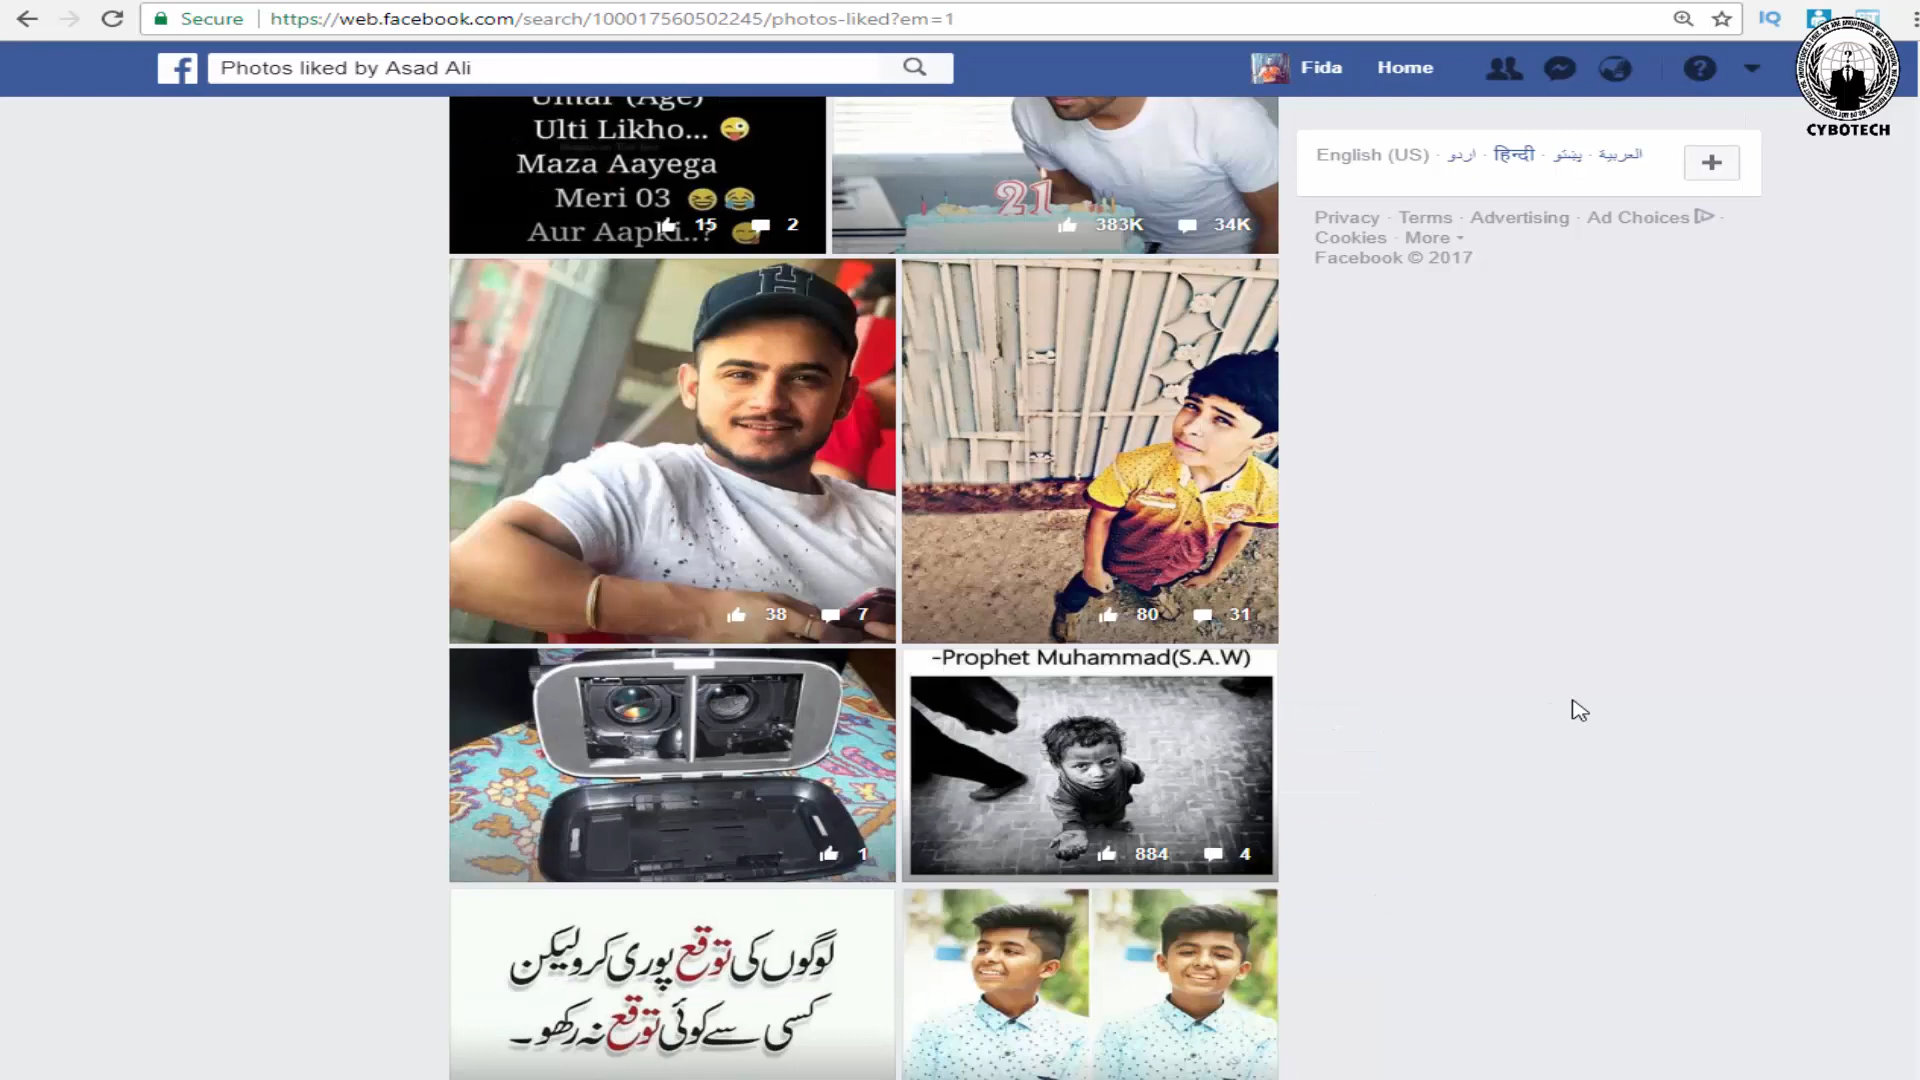 Secure
https://web.facebook.com/search/100017560502245/photos-liked?em=1
IQ
Photos liked by Asad Ali
Fida
Home
CYBOTECH
Umar (Age)
Ulti Likho...
Maza Aayega
Meri 03
Aur Aapki..?
15
2
21
383K
34K
English (US) · اردو · हिन्दी · پښتو · العربية
Privacy · Terms · Advertising · Ad Choices ·
Cookies · More
Facebook © 2017
H
38
7
80
31
-Prophet Muhammad(S.A.W)
1
884
4
لوگوں کی توقع پوری کرو لیکن
کسی سے کوئی توقع نہ رکھو۔